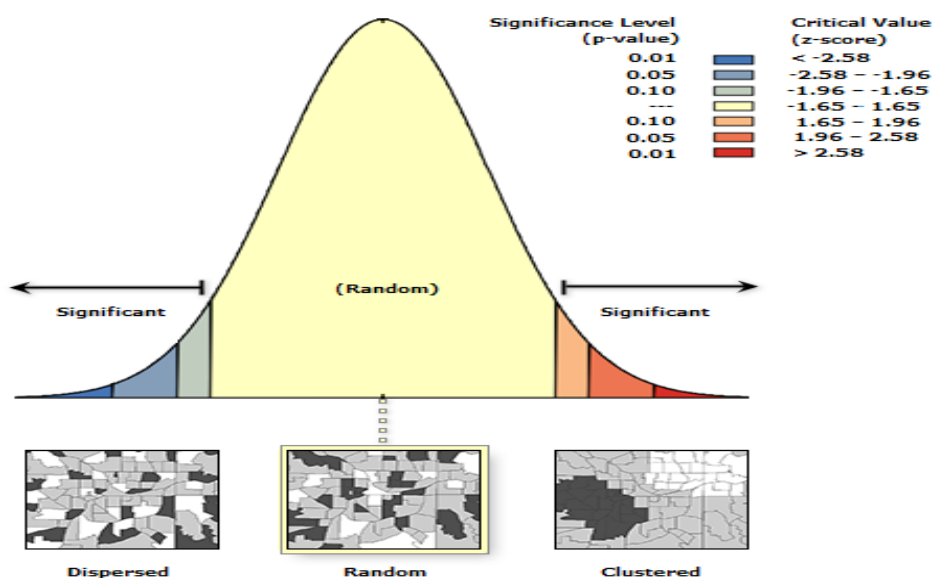 Significance Level (p-value)
Critical Value (z-score)
0.01 < -2.58
0.05 -2.58 – -1.96
0.10 -1.96 – -1.65
--- -1.65 - 1.65
0.10 1.65 – 1.96
0.05 1.96 – 2.58
0.01 > 2.58
(Random)
Significant
Significant
Dispersed
Random
Clustered